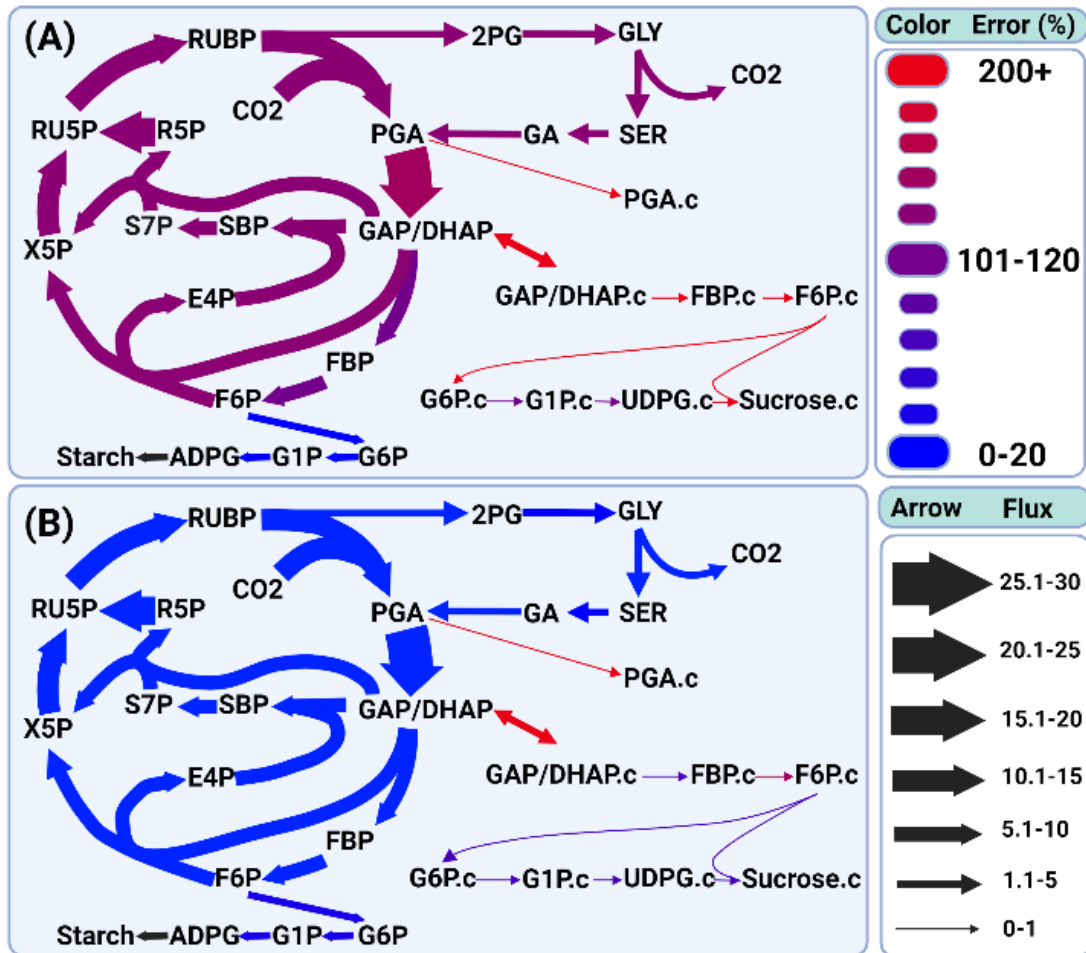 (A)
RUBP 2PG GLY
CO2
CO2
RU5P R5P PGA GA SER
PGA.c
S7P SBP GAP/DHAP
X5P
E4P GAP/DHAP.c FBP.c F6P.c
FBP
F6P G6P.c G1P.c UDPG.c Sucrose.c
Starch ADPG G1P G6P
Color Error (%)
200+
101-120
0-20
(B)
RUBP 2PG GLY
CO2
CO2
RU5P R5P PGA GA SER
PGA.c
S7P SBP GAP/DHAP
X5P
E4P GAP/DHAP.c FBP.c F6P.c
FBP
F6P G6P.c G1P.c UDPG.c Sucrose.c
Starch ADPG G1P G6P
Arrow Flux
25.1-30
20.1-25
15.1-20
10.1-15
5.1-10
1.1-5
0-1